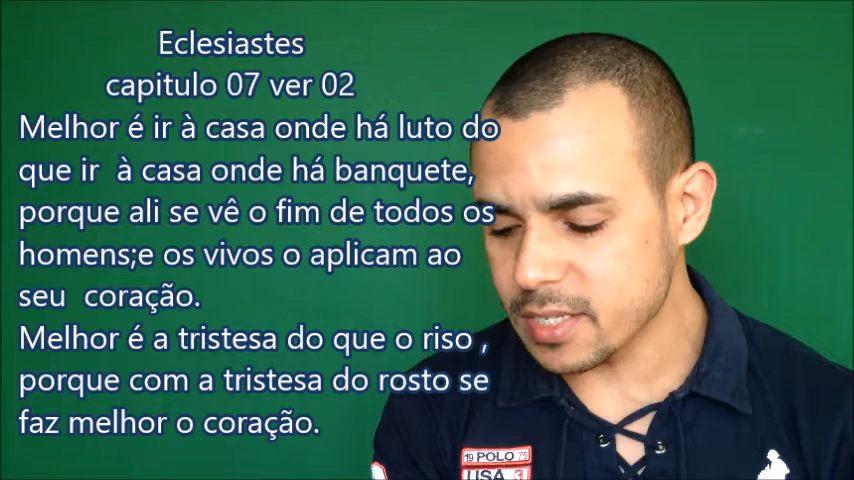 Eclesiastes
capitulo 07 ver 02
Melhor é ir à casa onde há luto do
que ir à casa onde há banquete,
porque ali se vê o fim de todos os
homens;e os vivos o aplicam ao
seu coração.
Melhor é a tristesa do que o riso ,
porque com a tristesa do rosto se
faz melhor o coração.
19 POLO 75
USA 3